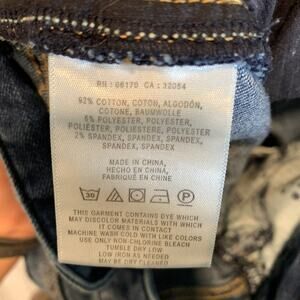 RN : 66170 CA : 32054
92% COTTON, COTON, ALGODÓN,
COTONE, BAUMWOLLE
6% POLYESTER, POLYESTER,
POLIÉSTER, POLIESTERE, POLYESTER
2% SPANDEX, SPANDEX, SPANDEX,
SPANDEX, SPANDEX
MADE IN CHINA,
HECHO EN CHINA,
FABRIQUÉ EN CHINA
30
P
THIS GARMENT CONTAINS DYE WHICH
MAY DISCOLOR MATERIALS WITH WHICH
IT COMES IN CONTACT
MACHINE WASH COLD WITH LIKE COLORS
USE ONLY NON-CHLORINE BLEACH
TUMBLE DRY LOW
LOW IRON AS NEEDED
MAY BE DRY CLEANED